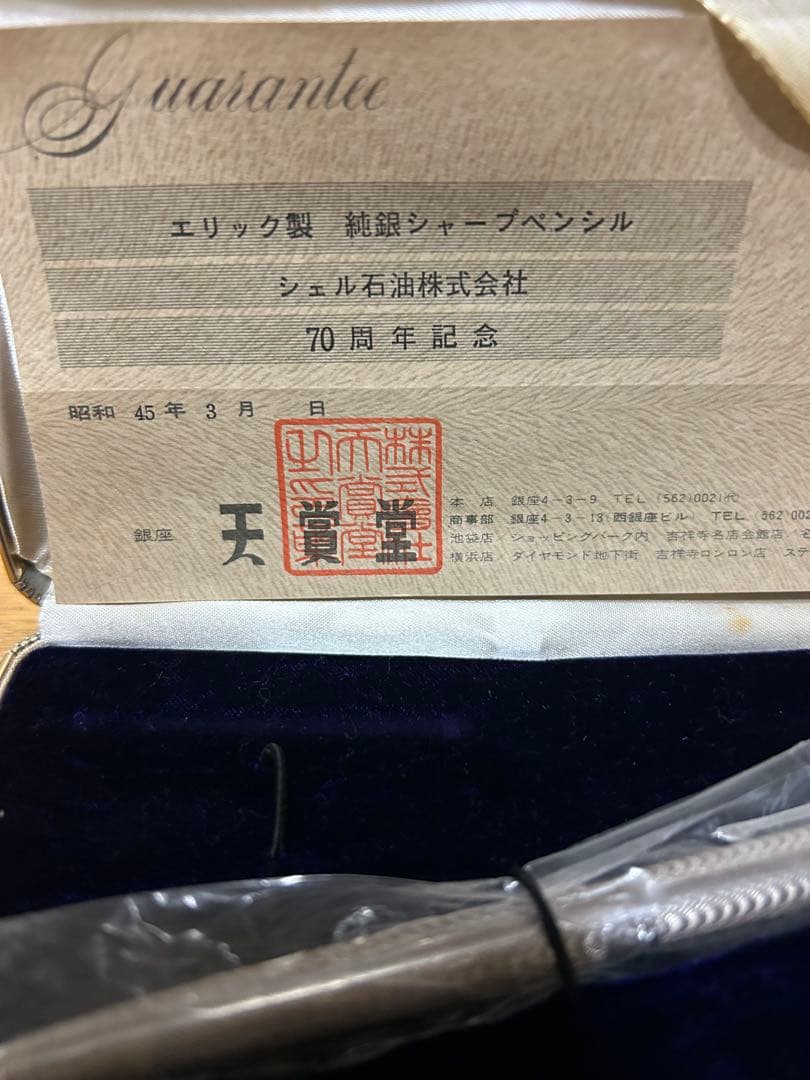 Guarantee
エリック製 純銀シャープペンシル
シェル石油株式会社
70周年記念
昭和 45年 3月 日
銀座 天賞堂
株式会社
天賞堂
本店 銀座4-3-9 TEL (562)0021代
商事部 銀座4-3-13(西銀座ビル) TEL (562)002
池袋店/ショッピングパーク内 吉祥寺名店会館店
横浜店/ダイヤモンド地下街 吉祥寺ロンロン店 ステ